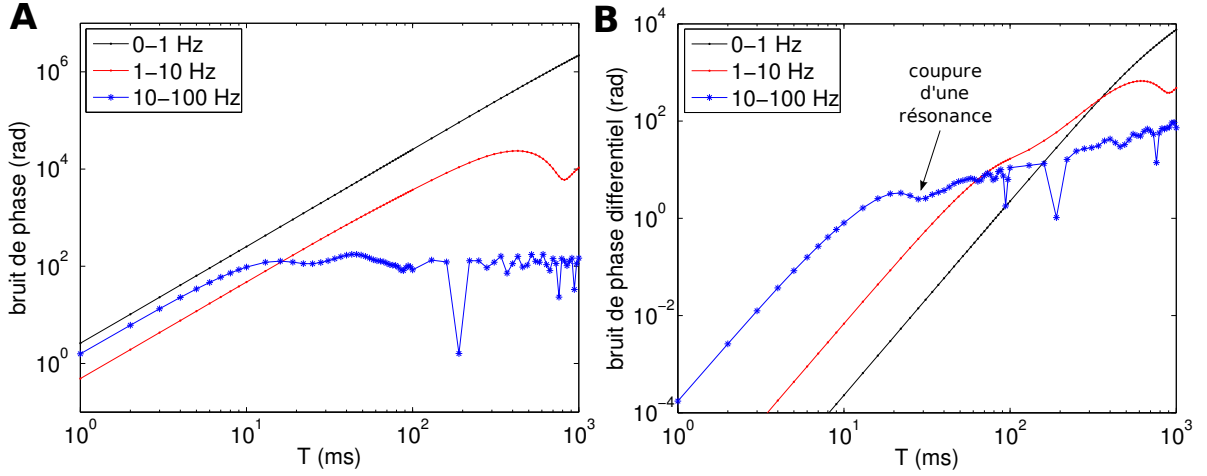 A
bruit de phase (rad)
10^6
10^4
10^2
10^0
0−1 Hz
1−10 Hz
10−100 Hz
10^0
10^1
10^2
10^3
T (ms)
B
bruit de phase différentiel (rad)
10^4
10^2
10^0
10^−2
10^−4
0−1 Hz
1−10 Hz
10−100 Hz
coupure
d'une
résonance
10^0
10^1
10^2
10^3
T (ms)